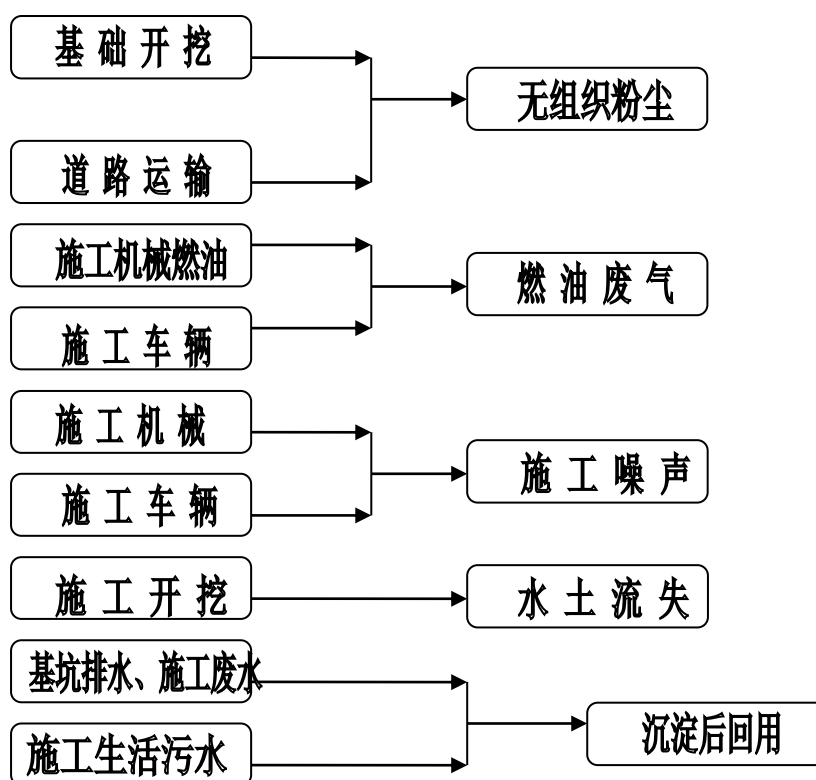 基础开挖
无组织粉尘
道路运输
施工机械燃油
燃油废气
施工车辆
施工机械
施工噪声
施工车辆
施工开挖
水土流失
基坑排水、施工废水
沉淀后回用
施工生活污水